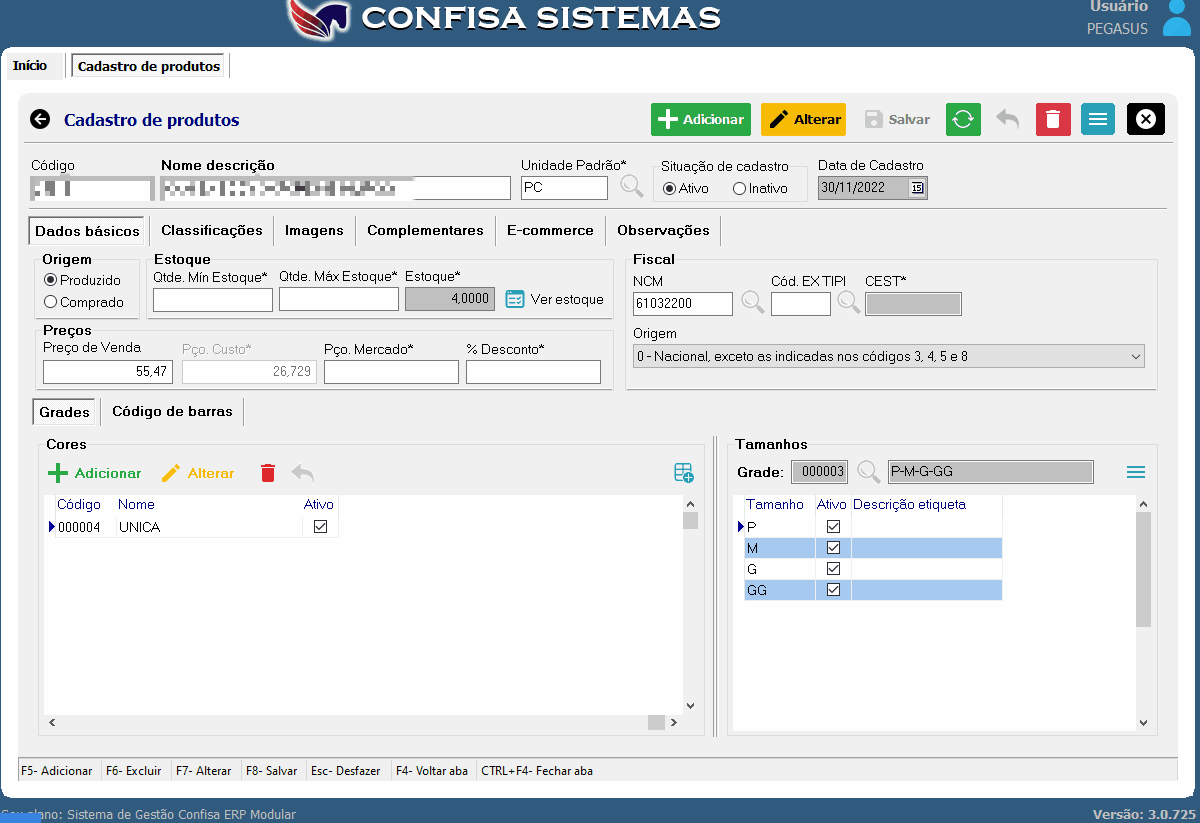 CONFISA SISTEMAS
Usuário
PEGASUS
Início
Cadastro de produtos
Cadastro de produtos
Adicionar
Alterar
Salvar
Código
Nome descrição
Unidade Padrão*
PC
Situação de cadastro
Ativo
Inativo
Data de Cadastro
30/11/2022
15
Dados básicos
Classificações
Imagens
Complementares
E-commerce
Observações
Origem
Produzido
Comprado
Estoque
Qtde. Mín Estoque*
Qtde. Máx Estoque*
Estoque*
4,0000
Ver estoque
Fiscal
NCM
61032200
Cód. EX TIPI
CEST*
Origem
0 - Nacional, exceto as indicadas nos códigos 3, 4, 5 e 8
Preços
Preço de Venda
55,47
Pço. Custo*
26,729
Pço. Mercado*
% Desconto*
Grades
Código de barras
Cores
Adicionar
Alterar
Código Nome Ativo
000004 UNICA
Tamanhos
Grade: 000003 P-M-G-GG
Tamanho Ativo Descrição etiqueta
P
M
G
GG
F5- Adicionar
F6- Excluir
F7- Alterar
F8- Salvar
Esc- Desfazer
F4- Voltar aba
CTRL+F4- Fechar aba
plano: Sistema de Gestão Confisa ERP Modular
Versão: 3.0.725